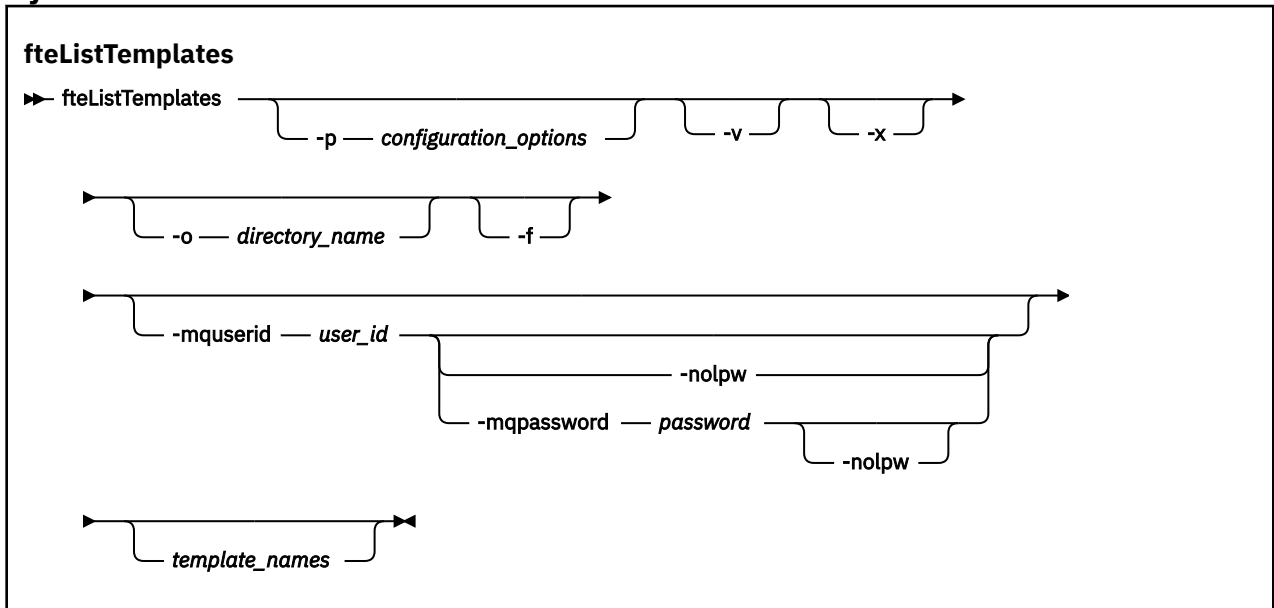 fteListTemplates
fteListTemplates
-p configuration_options -v -x
-o directory_name -f
-mquserid user_id
-nolpw
-mqpassword password
-nolpw
template_names